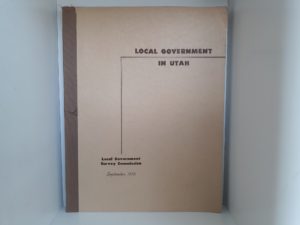 LOCAL GOVERNMENT
IN UTAH
Local Government
Survey Commission
September